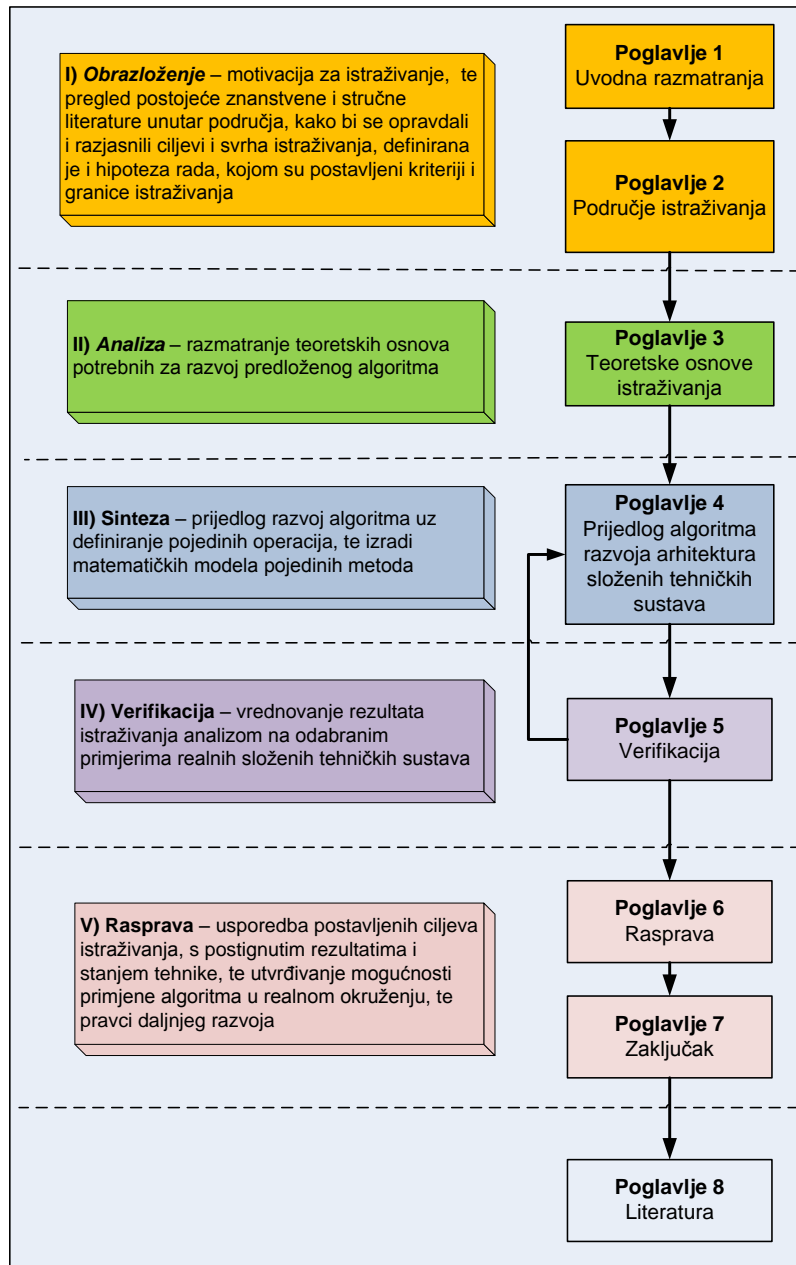 I) Obrazloženje – motivacija za istraživanje, te
pregled postojeće znanstvene i stručne
literature unutar područja, kako bi se opravdali
i razjasnili ciljevi i svrha istraživanja, definirana
je i hipoteza rada, kojom su postavljeni kriteriji i
granice istraživanja
Poglavlje 1
Uvodna razmatranja
Poglavlje 2
Područje istraživanja
II) Analiza – razmatranje teoretskih osnova
potrebnih za razvoj predloženog algoritma
Poglavlje 3
Teoretske osnove
istraživanja
III) Sinteza – prijedlog razvoj algoritma uz
definiranje pojedinih operacija, te izradi
matematičkih modela pojedinih metoda
Poglavlje 4
Prijedlog algoritma
razvoja arhitektura
složenih tehničkih
sustava
IV) Verifikacija – vrednovanje rezultata
istraživanja analizom na odabranim
primjerima realnih složenih tehničkih sustava
Poglavlje 5
Verifikacija
V) Rasprava – usporedba postavljenih ciljeva
istraživanja, s postignutim rezultatima i
stanjem tehnike, te utvrđivanje mogućnosti
primjene algoritma u realnom okruženju, te
pravci daljnjeg razvoja
Poglavlje 6
Rasprava
Poglavlje 7
Zaključak
Poglavlje 8
Literatura